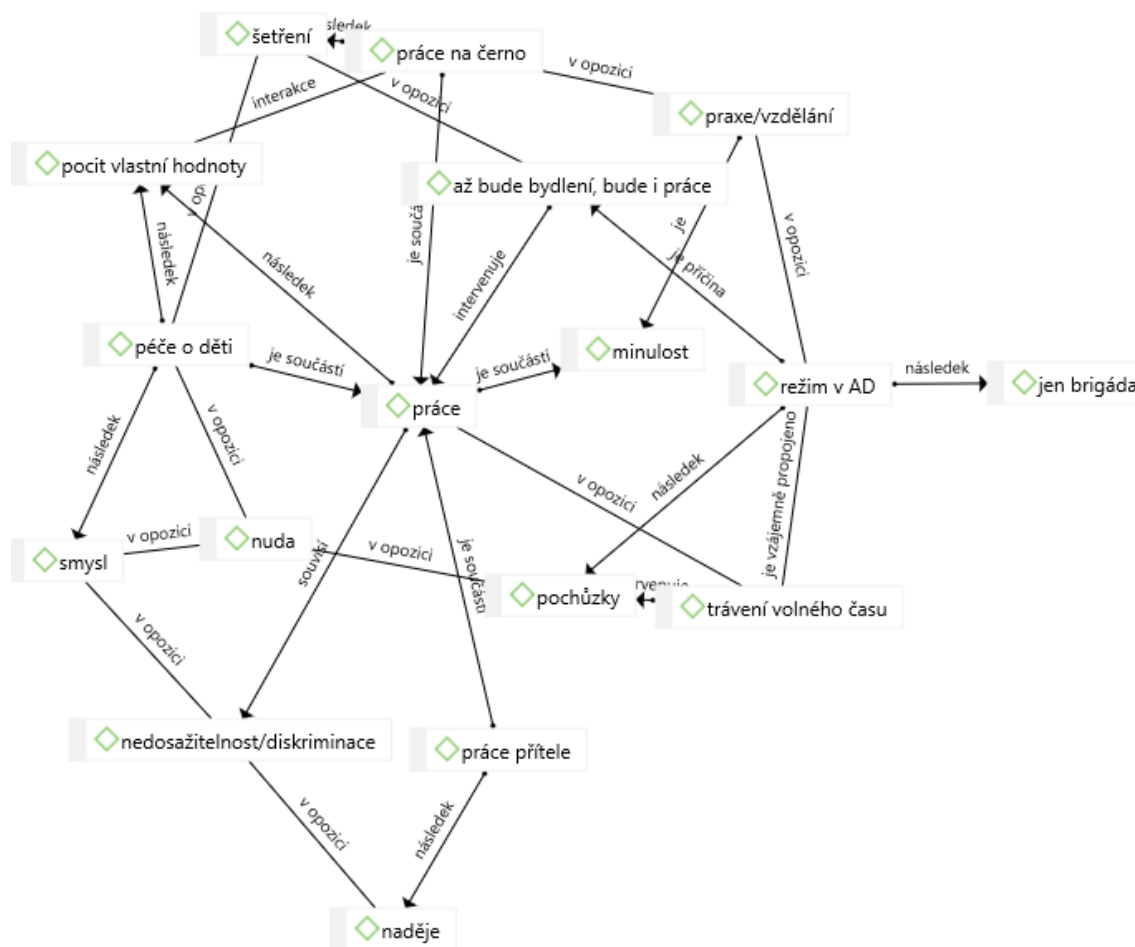 šetření
práce na černo
v opozici
interakce
v opozici
praxe/vzdělání
pocit vlastní hodnoty
až bude bydlení, bude i práce
je
v opozici
následek
následek
intervenuje
je příčina
péče o děti
je součástí
je součástí
minulost
režim v AD
následek
jen brigáda
práce
následek
v opozici
následek
v opozici
je vzájemně propojeno
smysl
v opozici
nuda
v opozici
souvisí
je součástí
pochůzky
trávení volného času
v opozici
nedosažitelnost/diskriminace
práce přítele
v opozici
následek
naděje